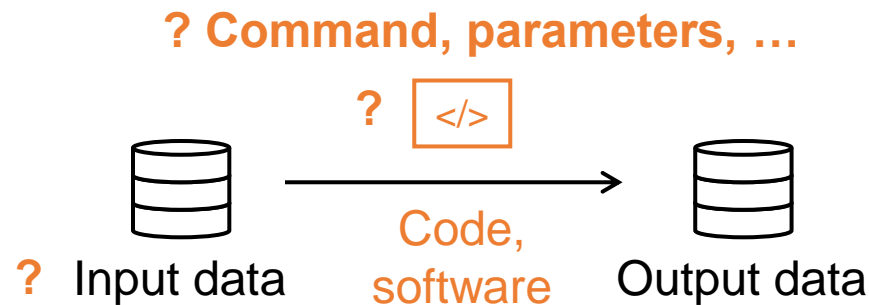 ? Command, parameters, …
? </>
Code,
software
? Input data
Output data